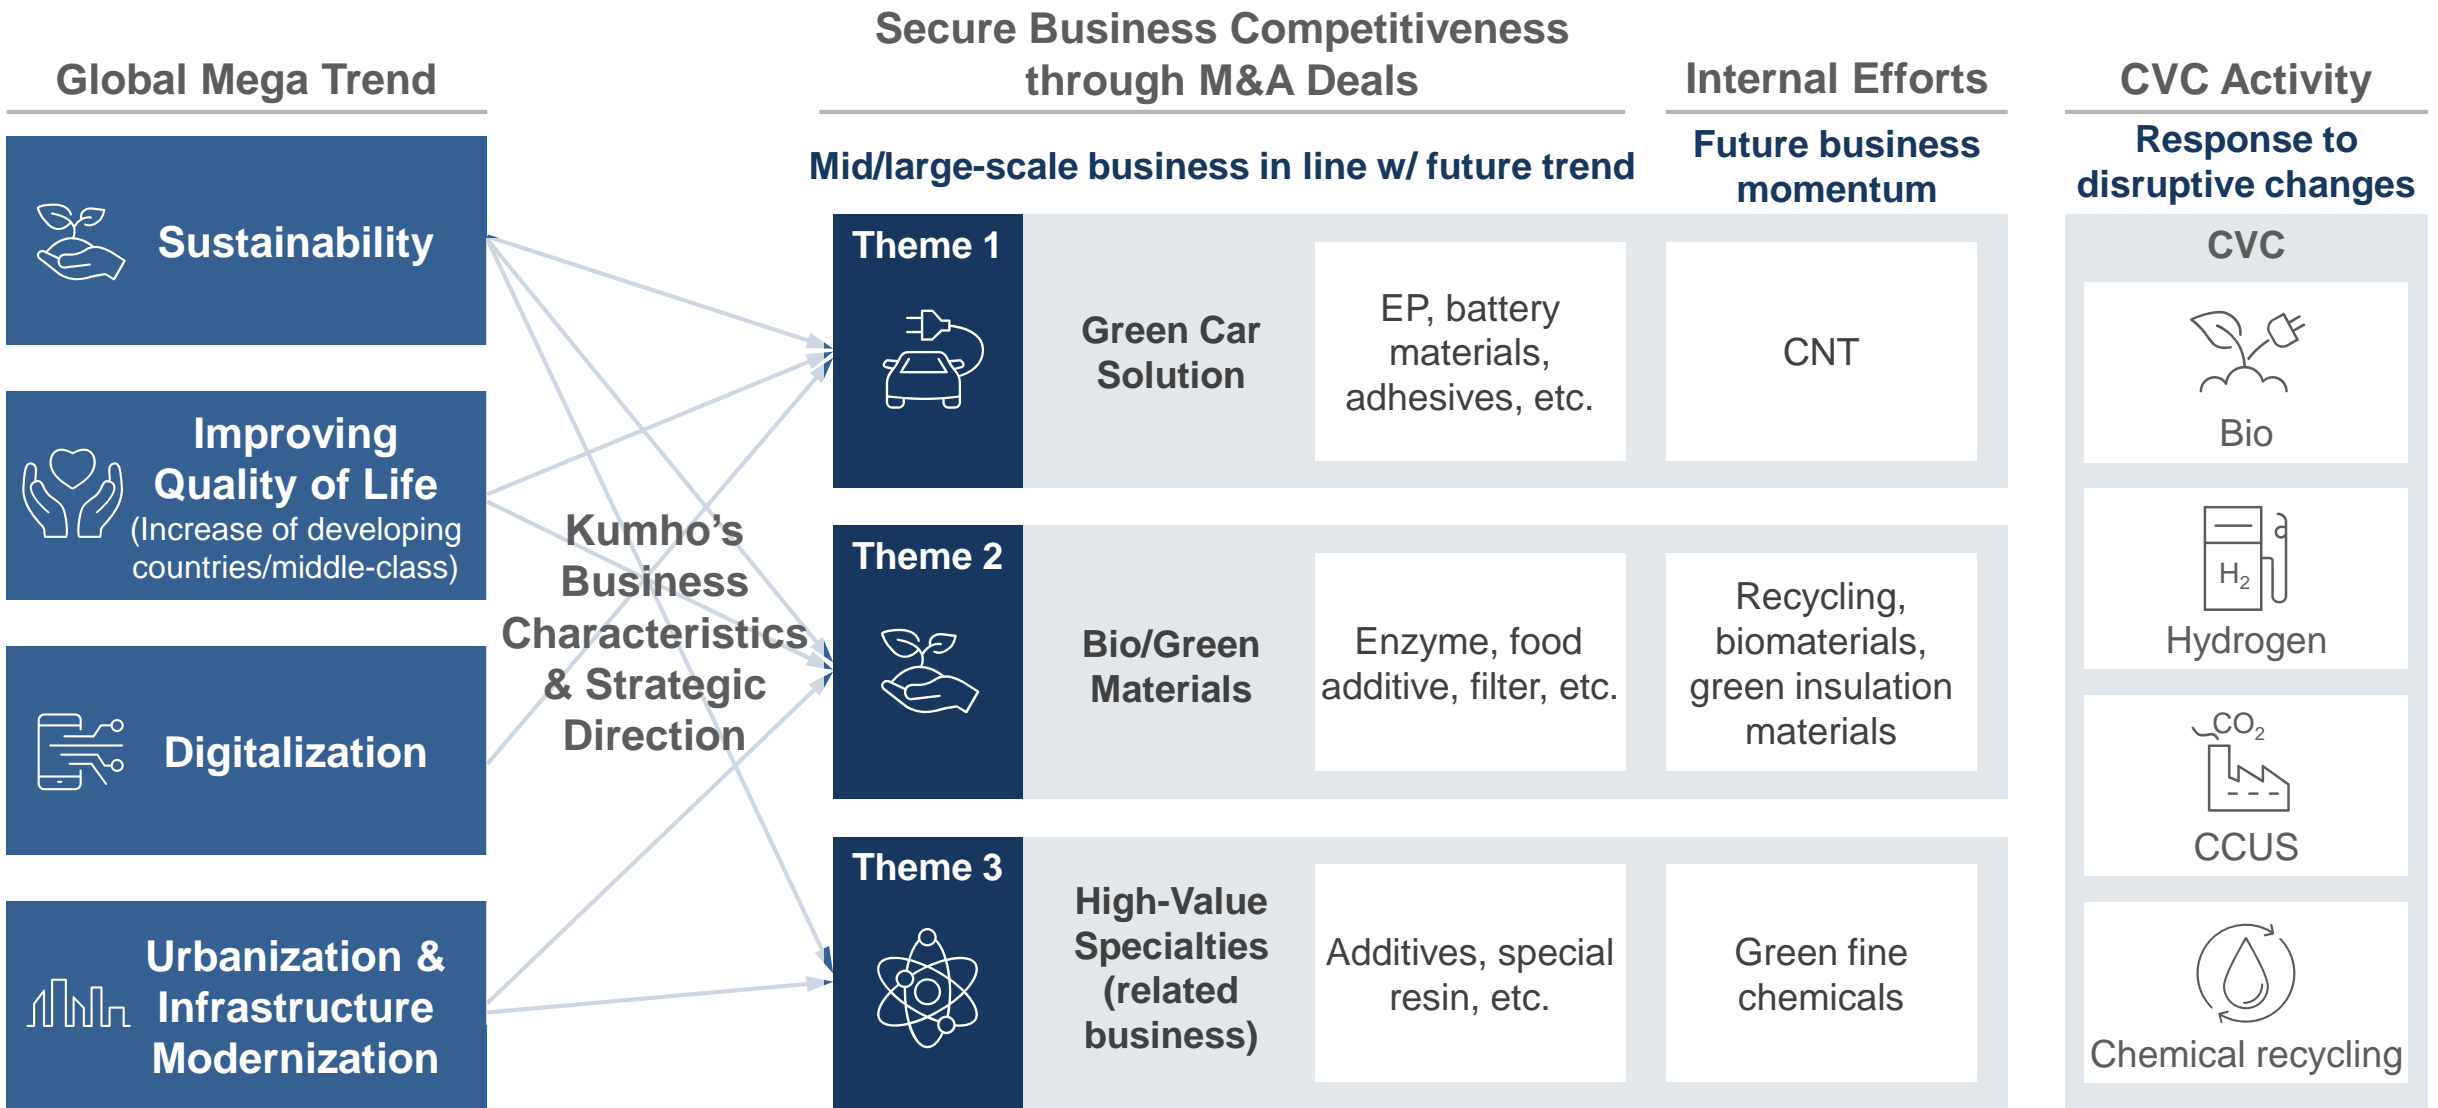 Global Mega Trend
Sustainability
Improving
Quality of Life
(Increase of developing
countries/middle-class)
Digitalization
Urbanization &
Infrastructure
Modernization
Kumho's
Business
Characteristics
& Strategic
Direction
Secure Business Competitiveness
through M&A Deals
Mid/large-scale business in line w/ future trend
Internal Efforts
Future business
momentum
Theme 1
Green Car
Solution
EP, battery
materials,
adhesives, etc.
CNT
Theme 2
Bio/Green
Materials
Enzyme, food
additive, filter, etc.
Recycling,
biomaterials,
green insulation
materials
Theme 3
High-Value
Specialties
(related
business)
Additives, special
resin, etc.
Green fine
chemicals
CVC Activity
Response to
disruptive changes
CVC
Bio
H₂
Hydrogen
CO₂
CCUS
Chemical recycling